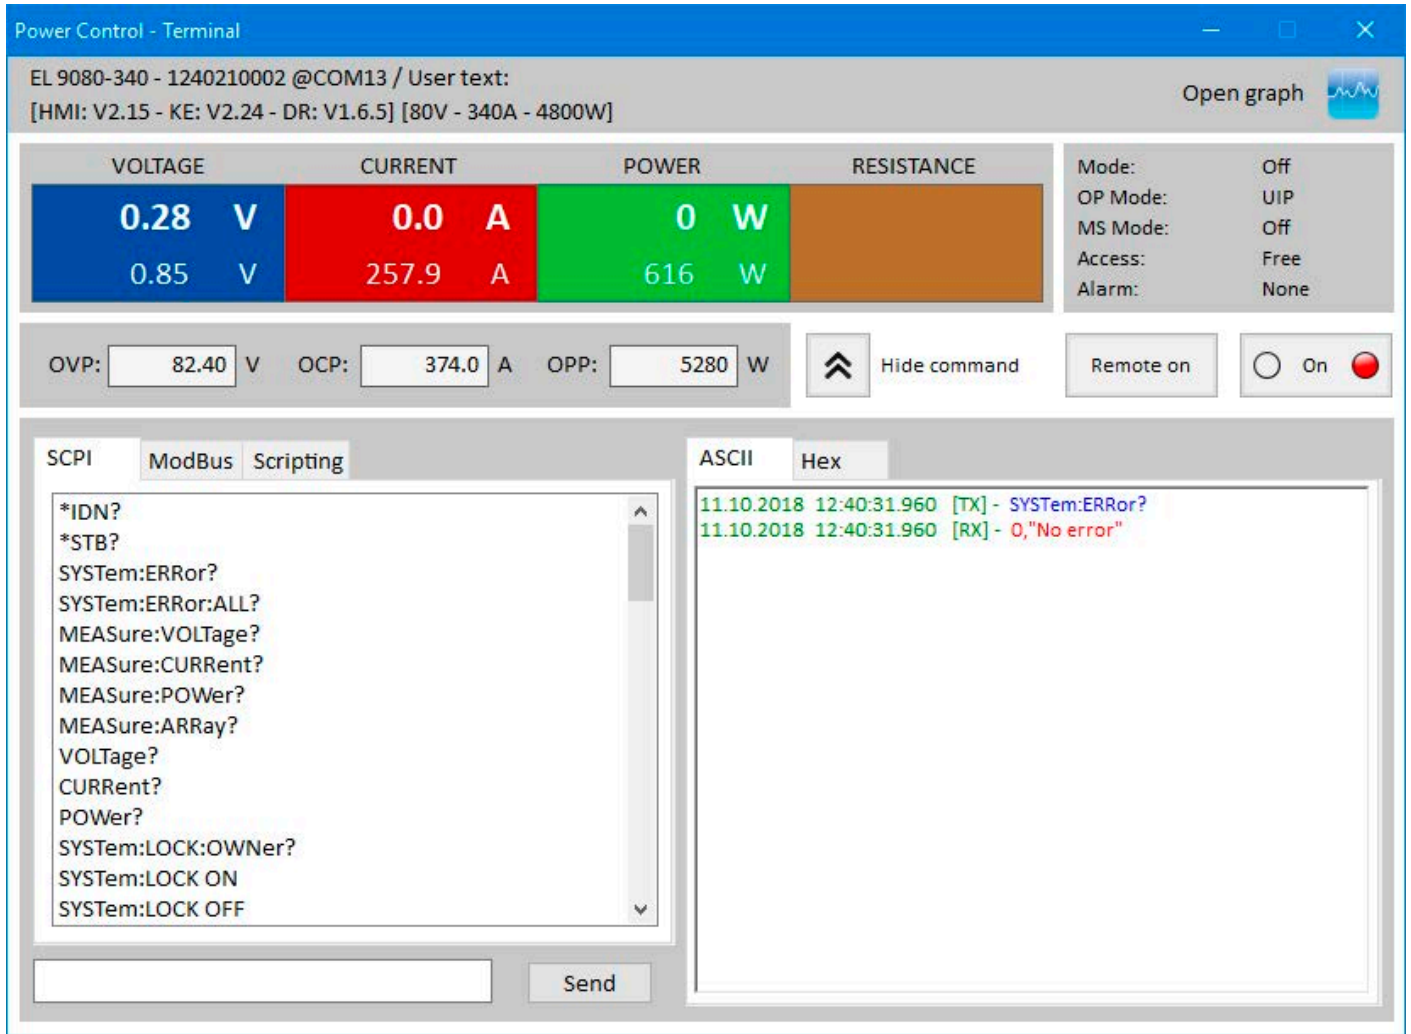 Power Control - Terminal
EL 9080-340 - 1240210002 @COM13 / User text:
[HMI: V2.15 - KE: V2.24 - DR: V1.6.5] [80V - 340A - 4800W]
Open graph
VOLTAGE CURRENT POWER RESISTANCE
0.28 V 0.0 A 0 W
0.85 V 257.9 A 616 W
Mode: Off
OP Mode: UIP
MS Mode: Off
Access: Free
Alarm: None
OVP: 82.40 V OCP: 374.0 A OPP: 5280 W
Hide command
Remote on
On
SCPI ModBus Scripting
*IDN?
*STB?
SYSTem:ERRor?
SYSTem:ERRor:ALL?
MEASure:VOLTage?
MEASure:CURRent?
MEASure:POWer?
MEASure:ARRay?
VOLTage?
CURRent?
POWer?
SYSTem:LOCK:OWNer?
SYSTem:LOCK ON
SYSTem:LOCK OFF
Send
ASCII Hex
11.10.2018 12:40:31.960 [TX] - SYSTem:ERRor?
11.10.2018 12:40:31.960 [RX] - 0,"No error"